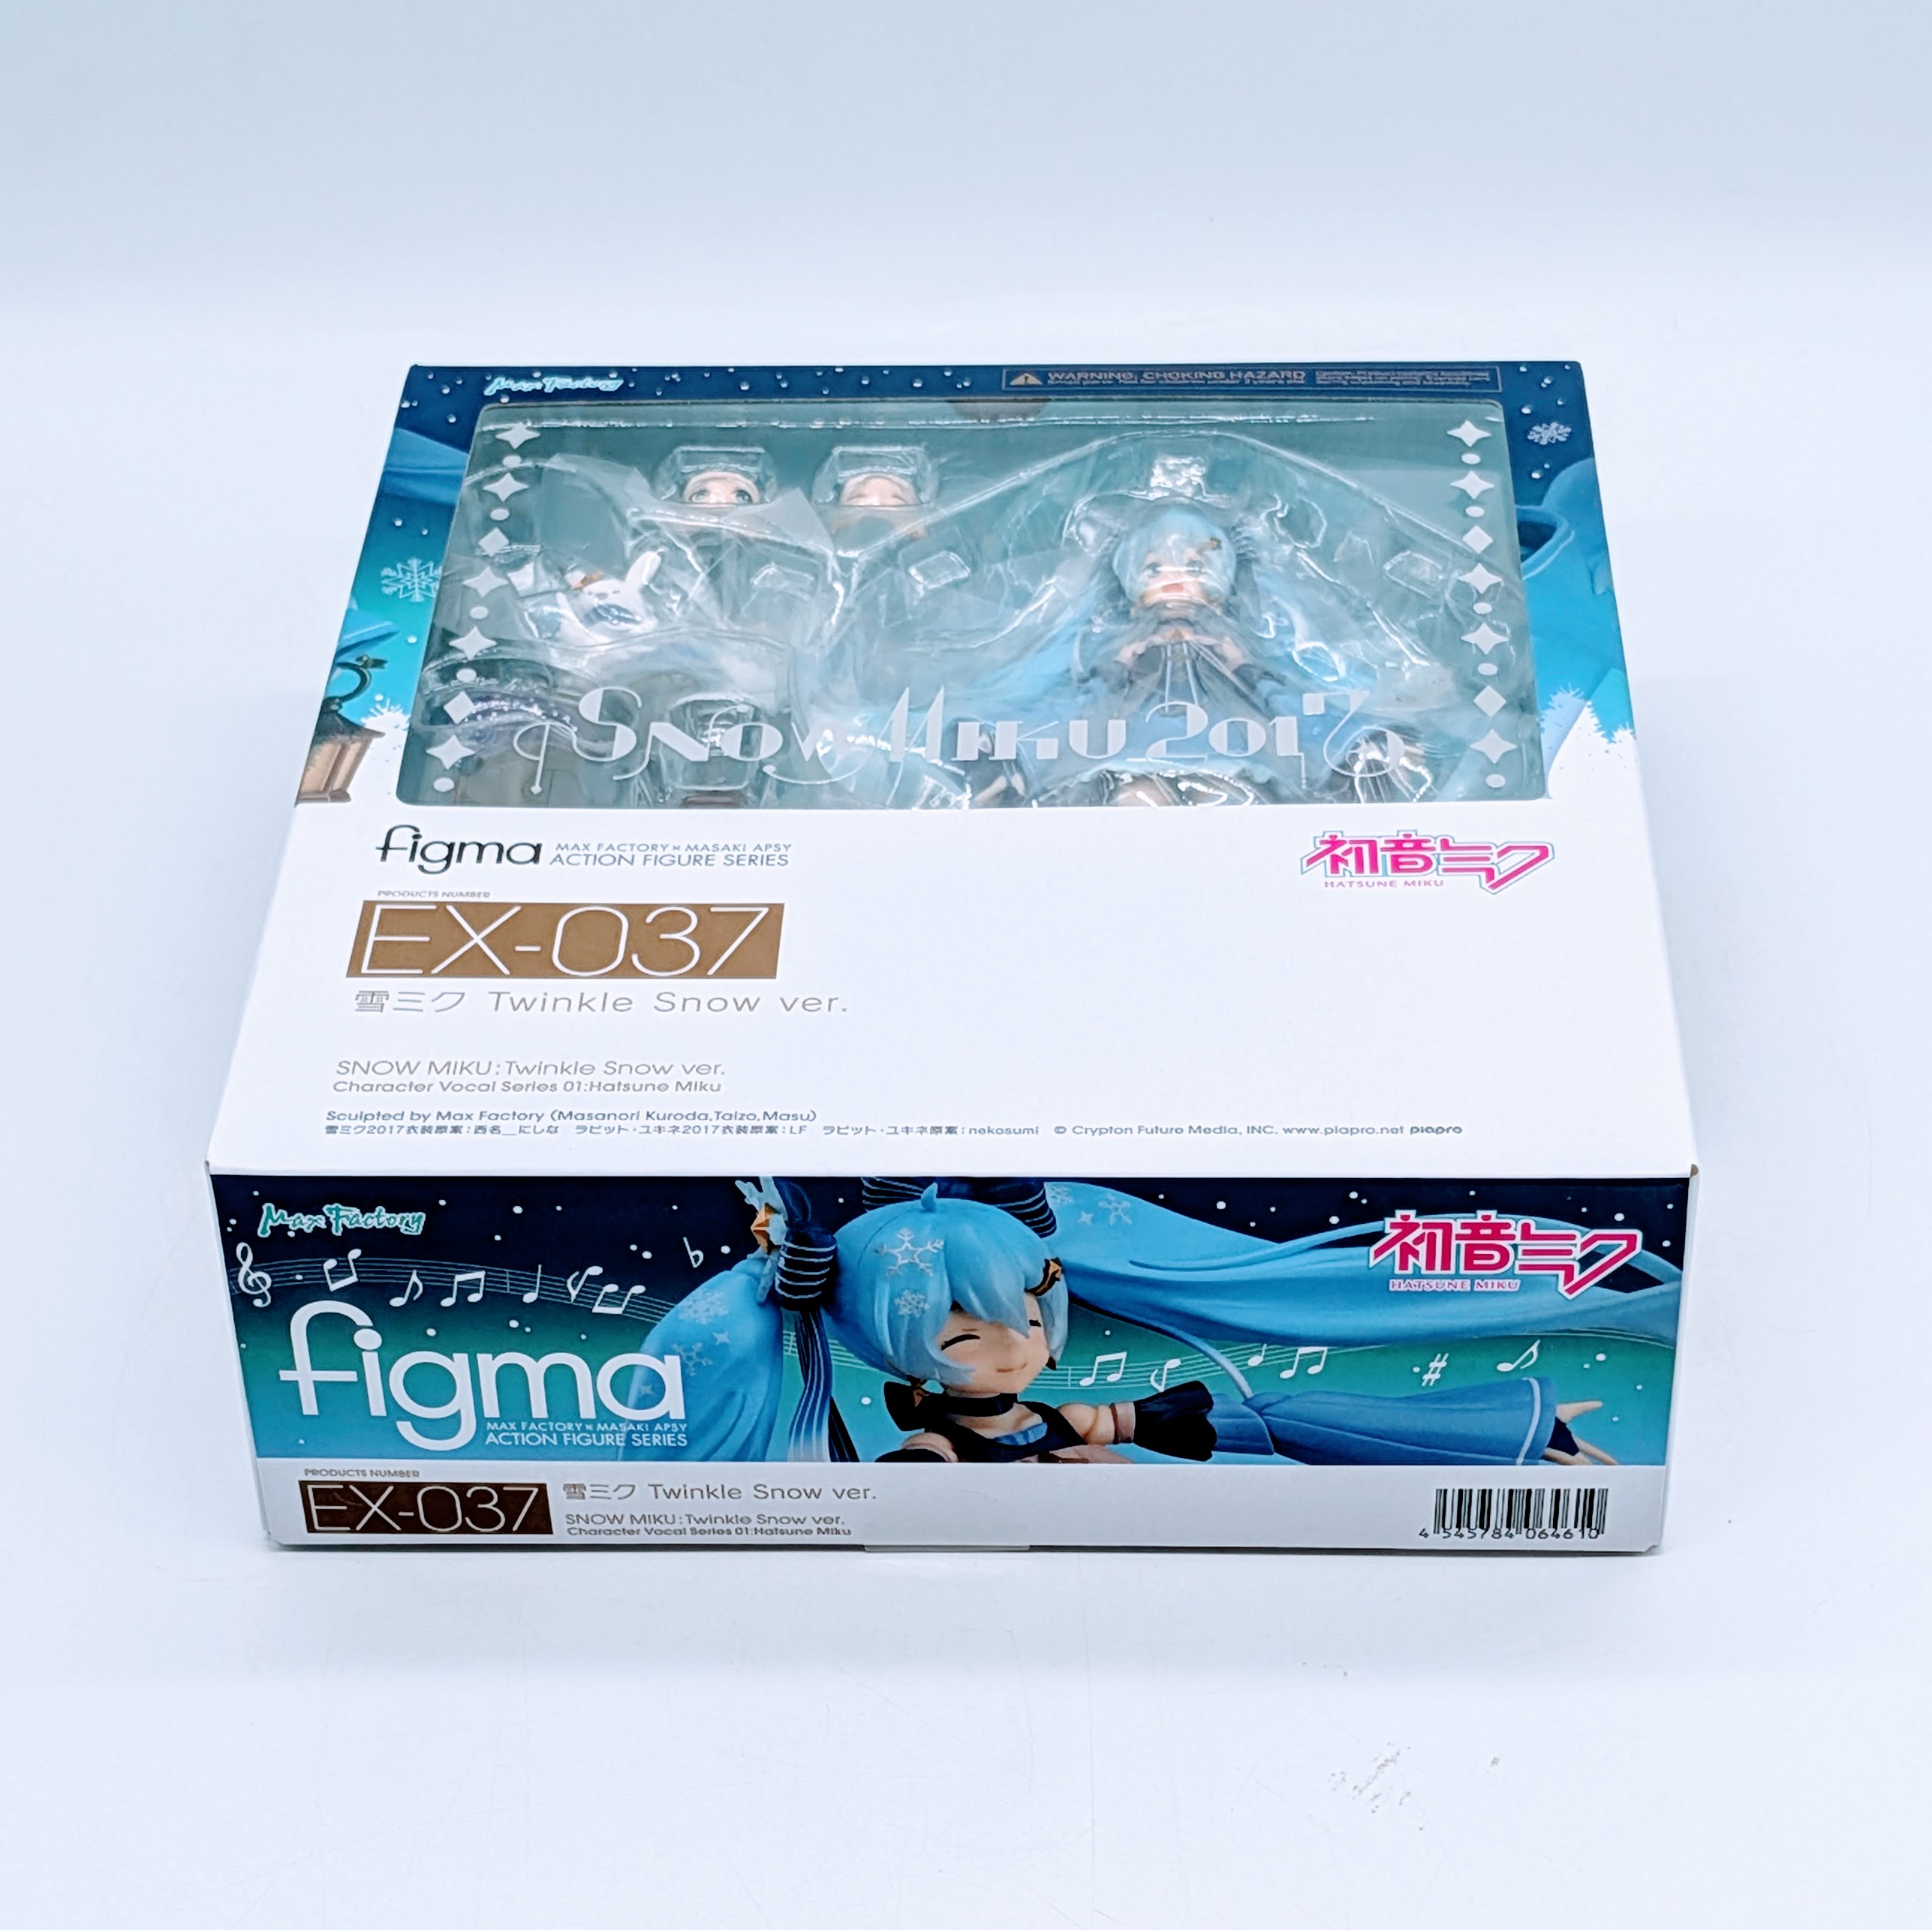 Max Factory
WARNING: CHOKING HAZARD
SNOW MIKU 2017
figma
MAX FACTORY×MASAKI APSY
ACTION FIGURE SERIES
初音ミク
HATSUNE MIKU
PRODUCTS NUMBER
EX-037
雪ミク Twinkle Snow ver.
SNOW MIKU:Twinkle Snow ver.
Character Vocal Series 01:Hatsune Miku
Sculpted by Max Factory (Masanori Kuroda,Taizo,Masu)
雪ミク2017衣装原案:西名__にしな ラビット・ユキネ2017衣装原案:LF ラビット・ユキネ原案:nekosumi © Crypton Future Media, INC. www.piapro.net piapro
Max Factory
初音ミク
HATSUNE MIKU
figma
MAX FACTORY×MASAKI APSY
ACTION FIGURE SERIES
PRODUCTS NUMBER
EX-037
雪ミク Twinkle Snow ver.
SNOW MIKU:Twinkle Snow ver.
Character Vocal Series 01:Hatsune Miku
4 545784 064610